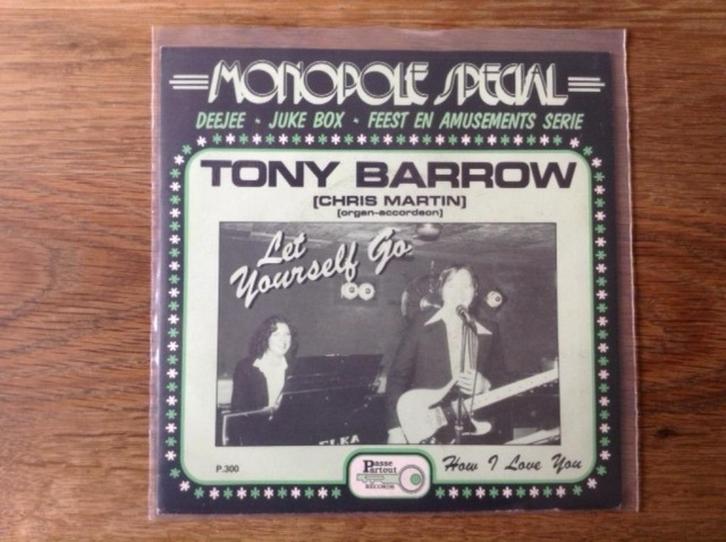 MONOPOLE SPECIAL
DEEJEE - JUKE BOX - FEEST EN AMUSEMENTS SERIE
TONY BARROW
(CHRIS MARTIN)
(organ-accordeon)
Let
Yourself Go
ELKA
P.300
Passe
Partout
RECORDS
How I Love You